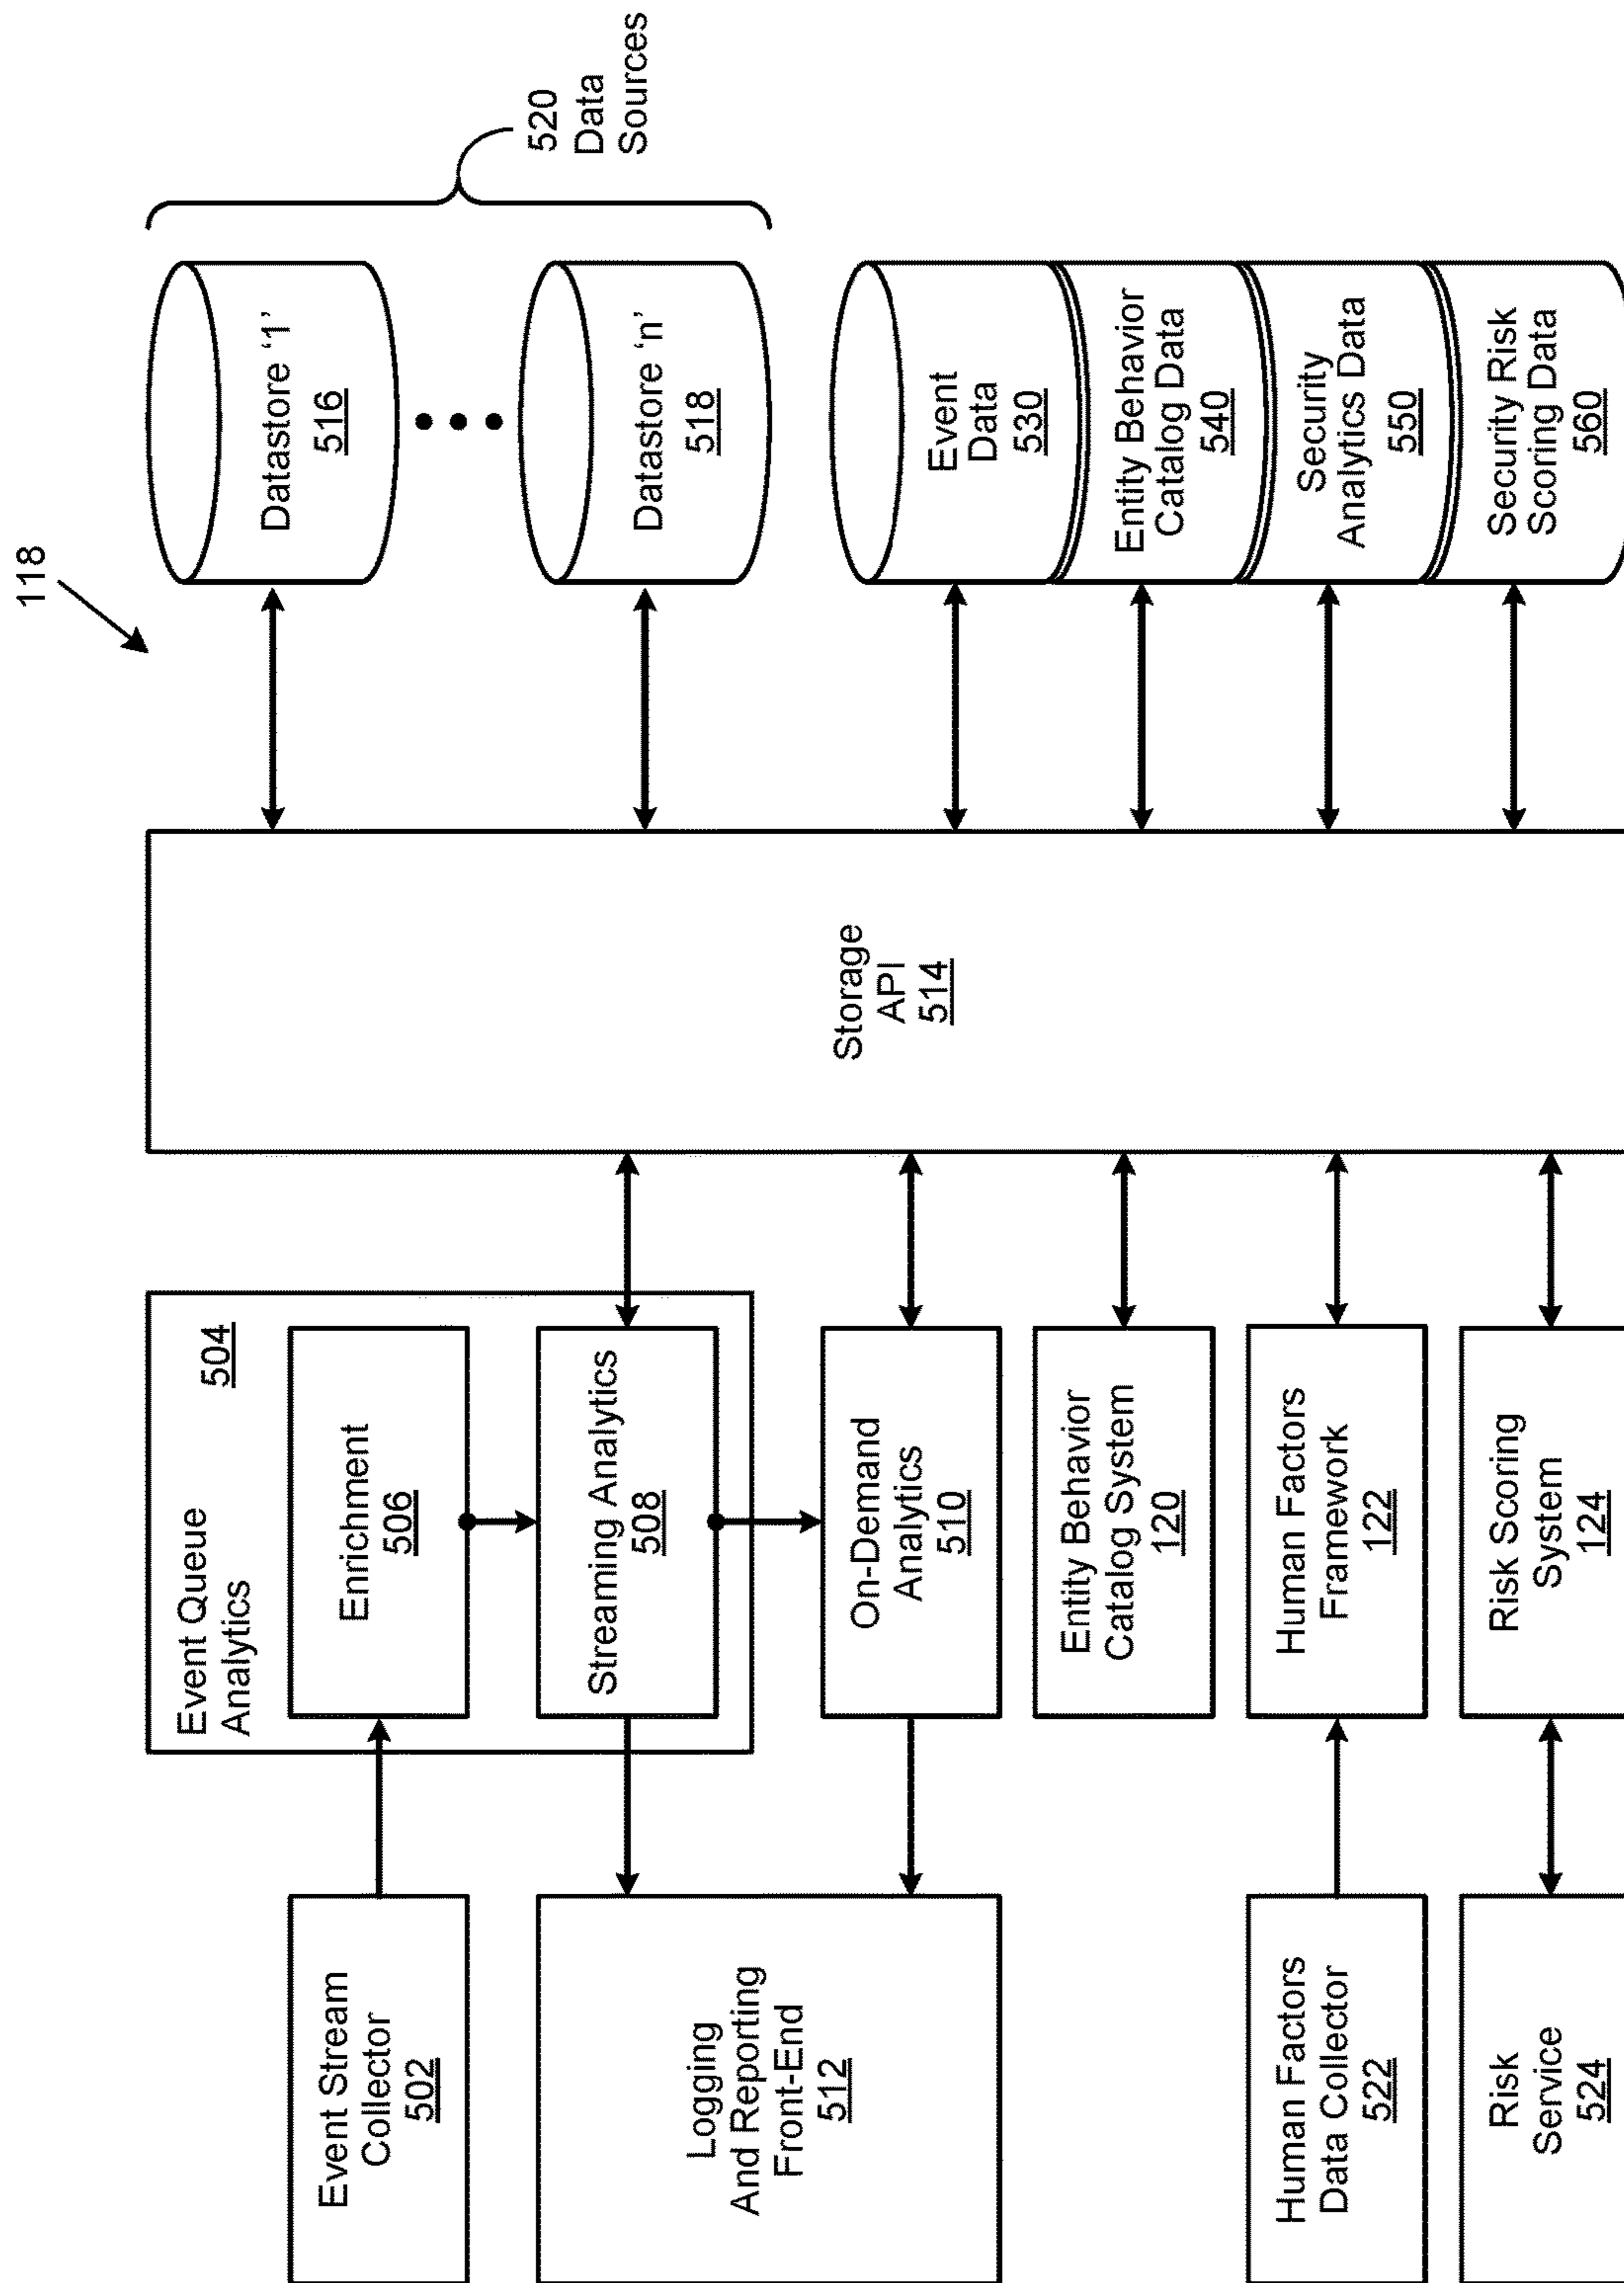 118
Event Stream
Collector
502
Event Queue
Analytics
504
Enrichment
506
Streaming Analytics
508
Logging
And Reporting
Front-End
512
On-Demand
Analytics
510
Entity Behavior
Catalog System
120
Human Factors
Data Collector
522
Human Factors
Framework
122
Risk
Service
524
Risk Scoring
System
124
Storage
API
514
Datastore ‘1’
516
Datastore ‘n’
518
520
Data
Sources
Event
Data
530
Entity Behavior
Catalog Data
540
Security
Analytics Data
550
Security Risk
Scoring Data
560